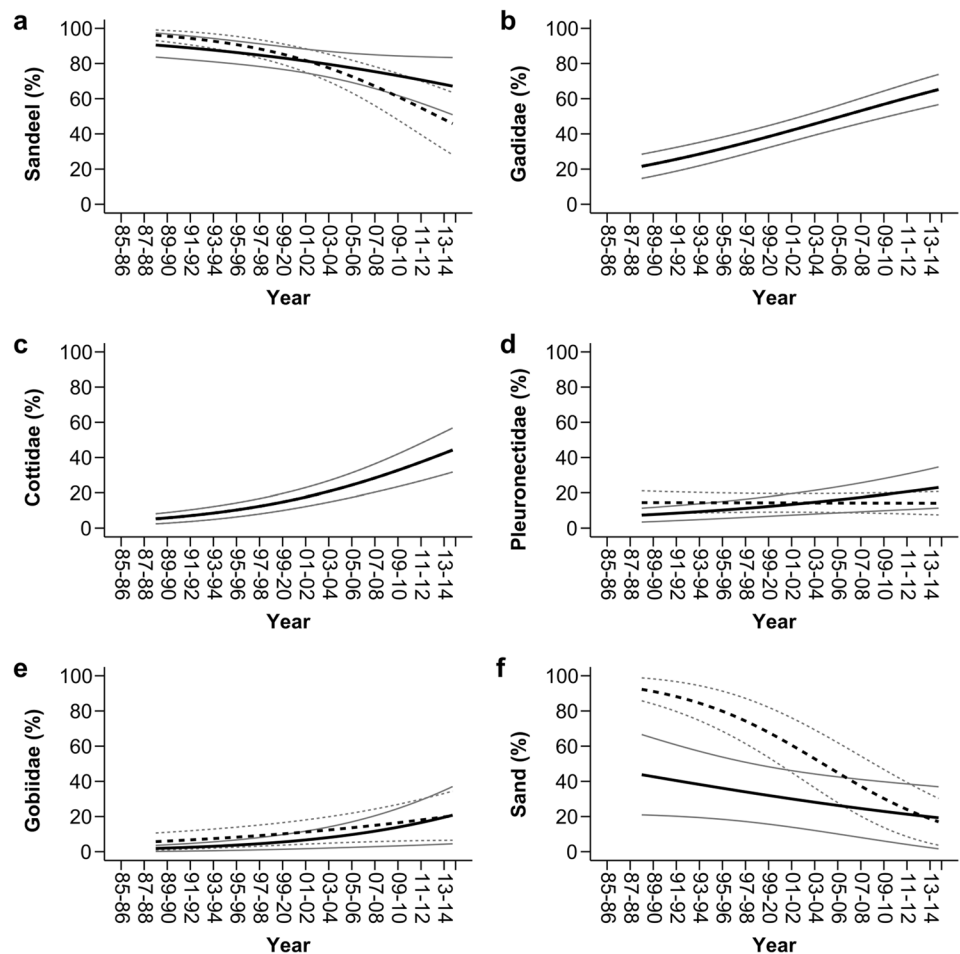 a
Sandeel (%)
100
80
60
40
20
0
85-86 87-88 89-90 91-92 93-94 95-96 97-98 99-20 01-02 03-04 05-06 07-08 09-10 11-12 13-14
Year
b
Gadidae (%)
100
80
60
40
20
0
85-86 87-88 89-90 91-92 93-94 95-96 97-98 99-20 01-02 03-04 05-06 07-08 09-10 11-12 13-14
Year
c
Cottidae (%)
100
80
60
40
20
0
85-86 87-88 89-90 91-92 93-94 95-96 97-98 99-20 01-02 03-04 05-06 07-08 09-10 11-12 13-14
Year
d
Pleuronectidae (%)
100
80
60
40
20
0
85-86 87-88 89-90 91-92 93-94 95-96 97-98 99-20 01-02 03-04 05-06 07-08 09-10 11-12 13-14
Year
e
Gobiidae (%)
100
80
60
40
20
0
85-86 87-88 89-90 91-92 93-94 95-96 97-98 99-20 01-02 03-04 05-06 07-08 09-10 11-12 13-14
Year
f
Sand (%)
100
80
60
40
20
0
85-86 87-88 89-90 91-92 93-94 95-96 97-98 99-20 01-02 03-04 05-06 07-08 09-10 11-12 13-14
Year